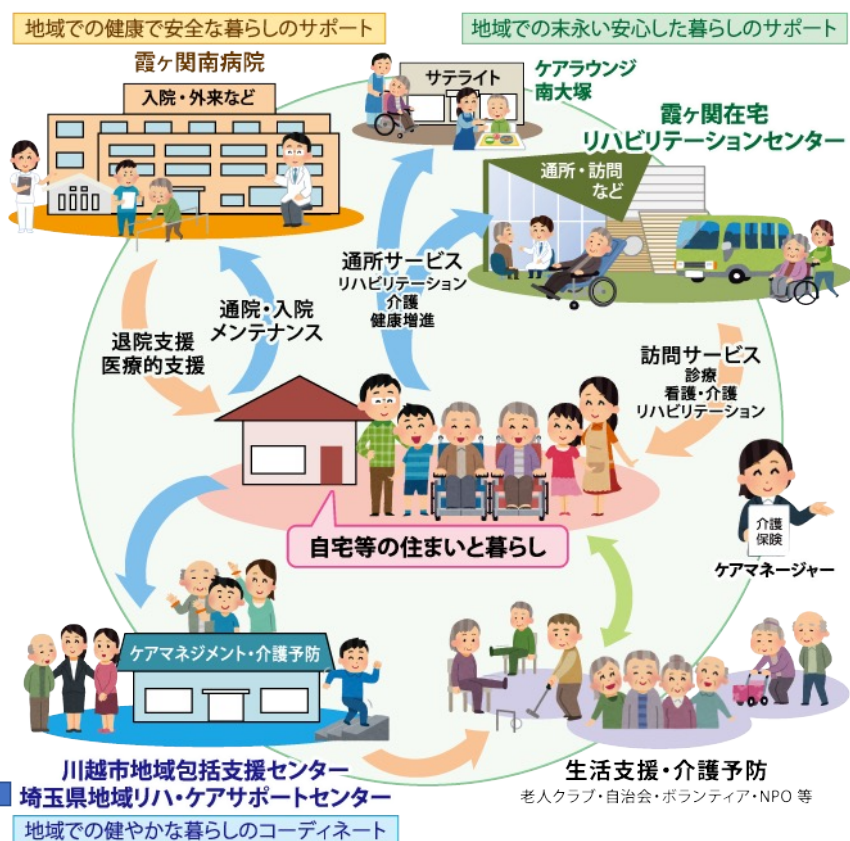 地域での健康で安全な暮らしのサポート
霞ヶ関南病院
入院・外来など
地域での末永い安心した暮らしのサポート
サテライト
ケアラウンジ
南大塚
霞ヶ関在宅
リハビリテーションセンター
通所・訪問
など
退院支援
医療的支援
通院・入院
メンテナンス
通所サービス
リハビリテーション
介護
健康増進
訪問サービス
診療
看護・介護
リハビリテーション
介護
保険
ケアマネージャー
自宅等の住まいと暮らし
ケアマネジメント・介護予防
川越市地域包括支援センター
埼玉県地域リハ・ケアサポートセンター
地域での健やかな暮らしのコーディネート
生活支援・介護予防
老人クラブ・自治会・ボランティア・NPO 等